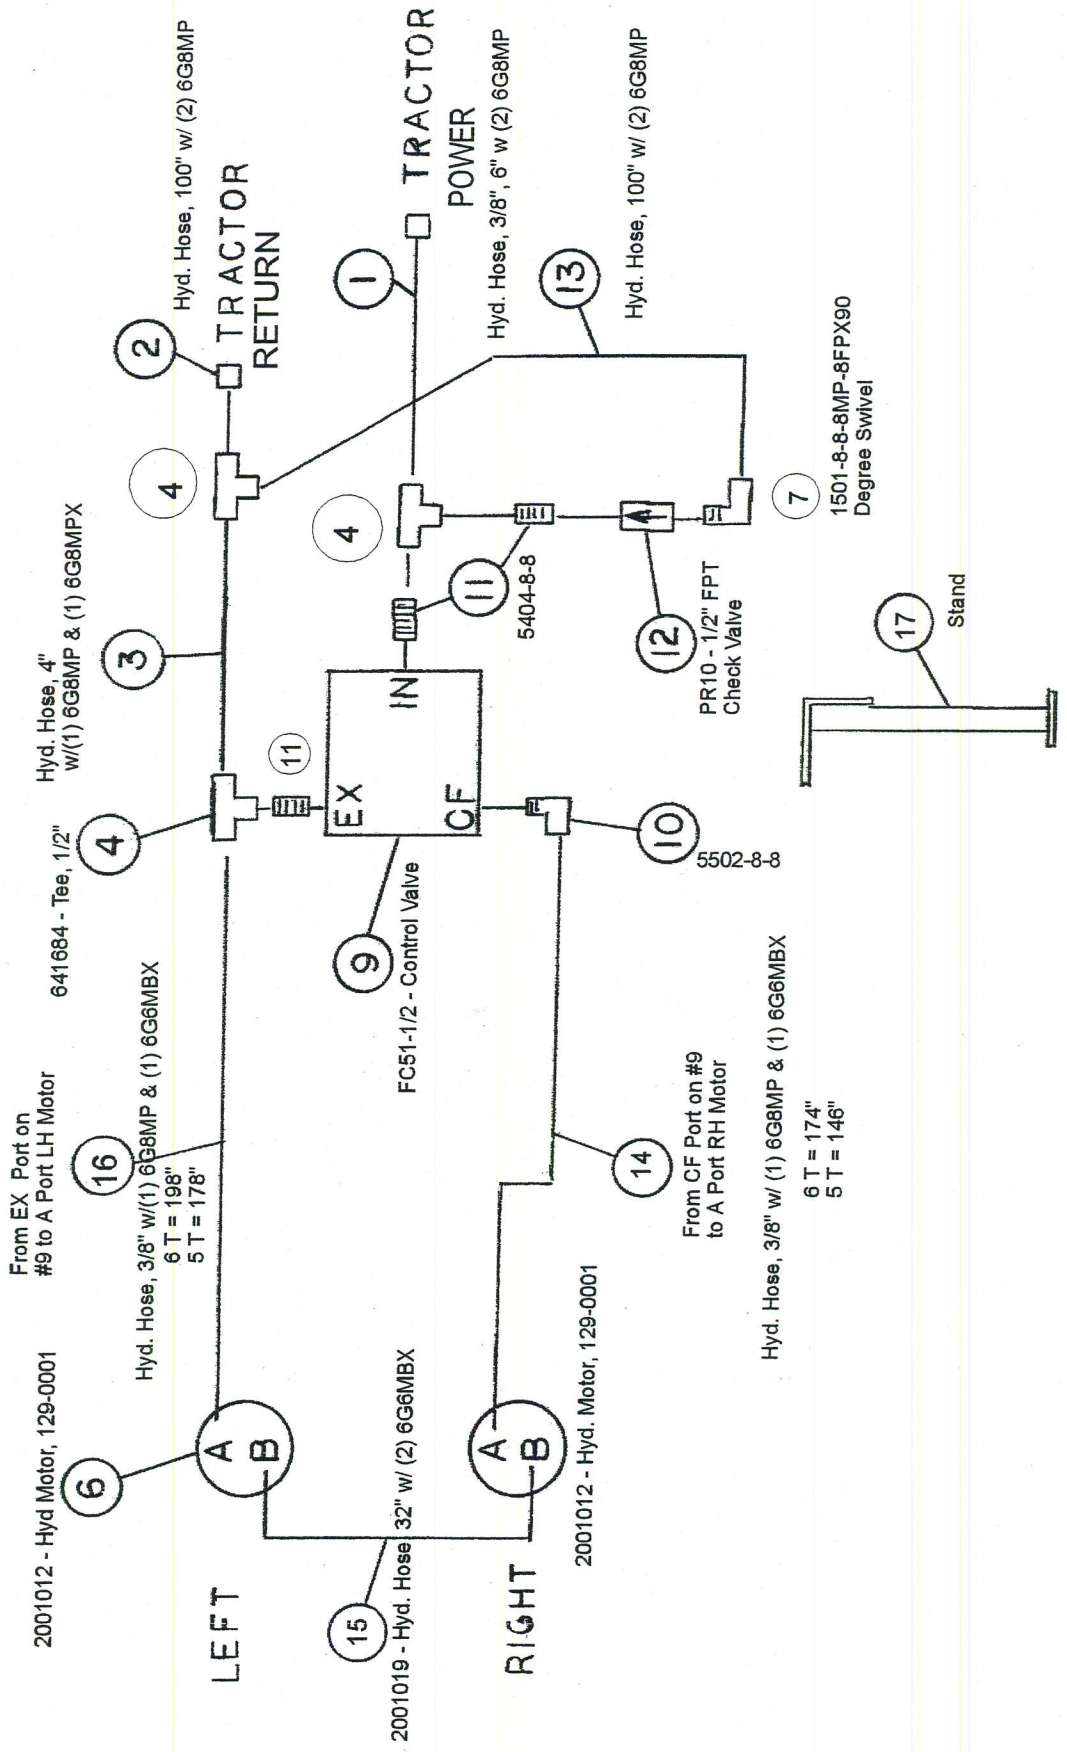 From EX Port on
#9 to A Port LH Motor
2001012 - Hyd Motor, 129-0001
6
16
Hyd. Hose, 3/8" w/(1) 6G8MP & (1) 6G6MBX
6 T = 198"
5 T = 178"
641684 - Tee, 1/2"
4
Hyd. Hose, 4"
w/(1) 6G8MP & (1) 6G8MPX
3
4
2
Hyd. Hose, 100" w/ (2) 6G8MP
TRACTOR
RETURN
LEFT
A
B
11
EX
IN
CF
9
FC51-1/2 - Control Valve
4
1
TRACTOR
POWER
Hyd. Hose, 3/8", 6" w (2) 6G8MP
11
5404-8-8
13
Hyd. Hose, 100" w/ (2) 6G8MP
15
2001019 - Hyd. Hose 32" w/ (2) 6G6MBX
RIGHT
A
B
2001012 - Hyd. Motor, 129-0001
14
From CF Port on #9
to A Port RH Motor
Hyd. Hose, 3/8" w/ (1) 6G8MP & (1) 6G6MBX
6 T = 174"
5 T = 146"
10
5502-8-8
12
PR10 - 1/2" FPT
Check Valve
7
1501-8-8-8MP-8FPX90
Degree Swivel
17
Stand